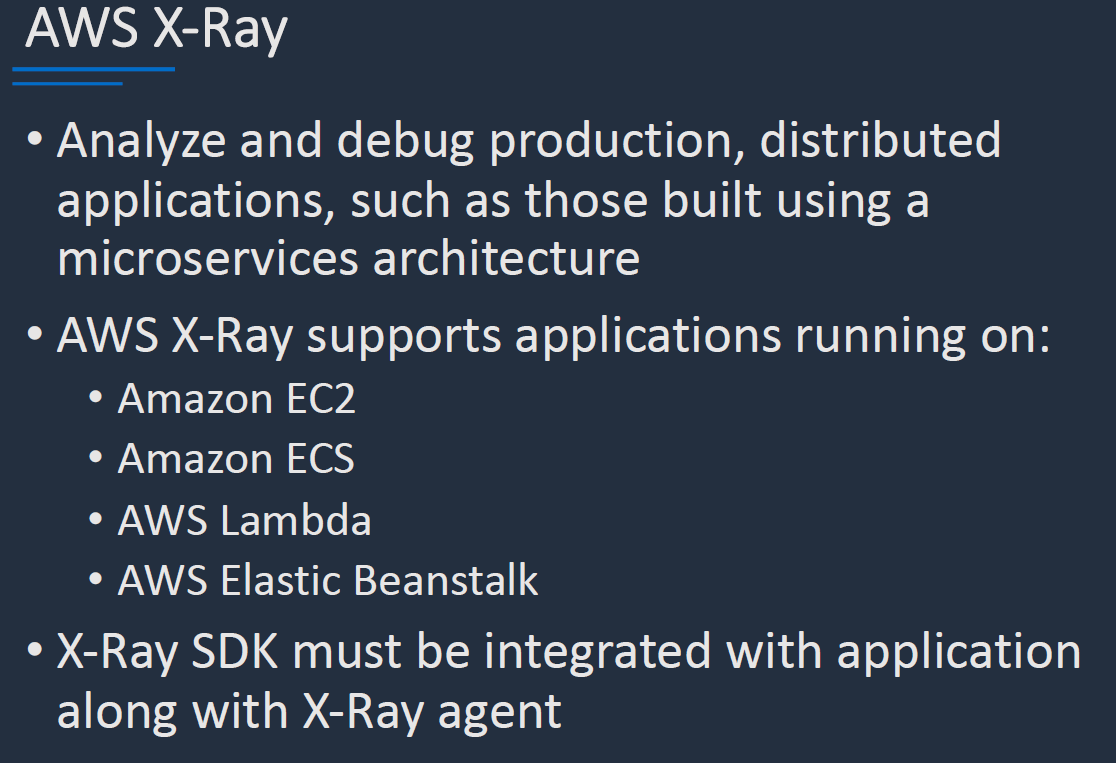 AWS X-Ray
• Analyze and debug production, distributed
applications, such as those built using a
microservices architecture
• AWS X-Ray supports applications running on:
• Amazon EC2
• Amazon ECS
• AWS Lambda
• AWS Elastic Beanstalk
• X-Ray SDK must be integrated with application
along with X-Ray agent